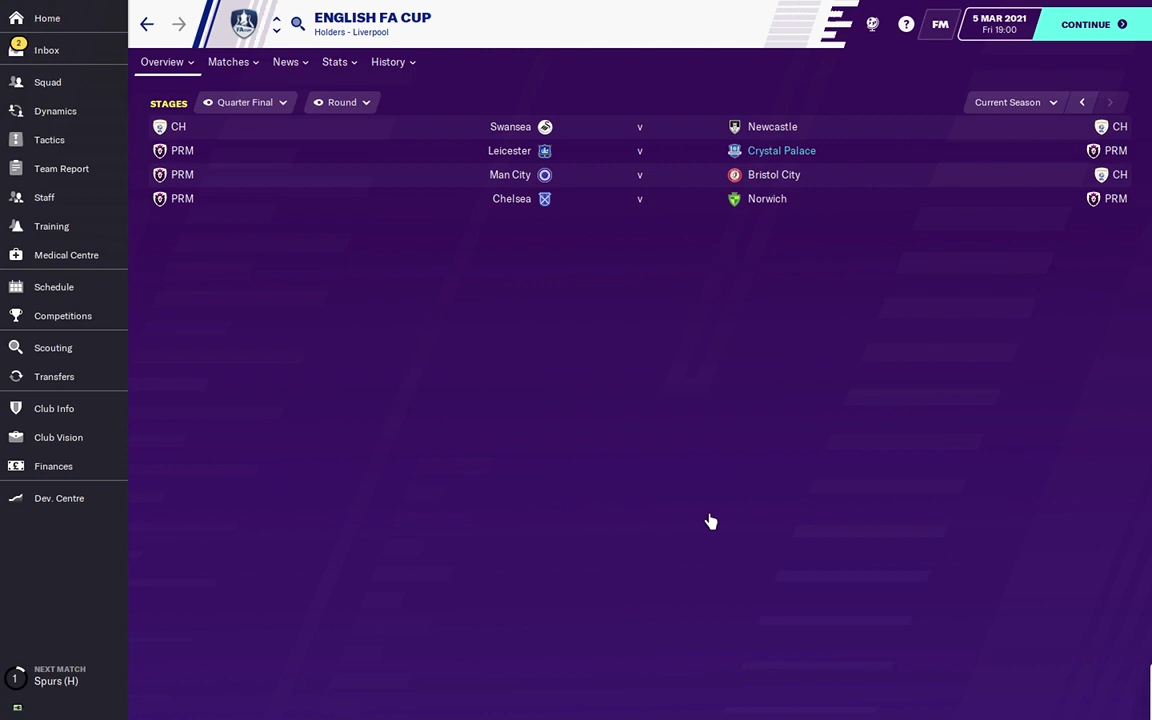 Home
2
Inbox
Squad
Dynamics
Tactics
Team Report
Staff
Training
Medical Centre
Schedule
Competitions
Scouting
Transfers
Club Info
Club Vision
Finances
Dev. Centre
1
NEXT MATCH
Spurs (H)
FA CUP
ENGLISH FA CUP
Holders - Liverpool
?
FM
5 MAR 2021
Fri 19:00
CONTINUE
Overview
Matches
News
Stats
History
STAGES
Quarter Final
Round
Current Season
CH Swansea v Newcastle CH
PRM Leicester v Crystal Palace PRM
PRM Man City v Bristol City CH
PRM Chelsea v Norwich PRM